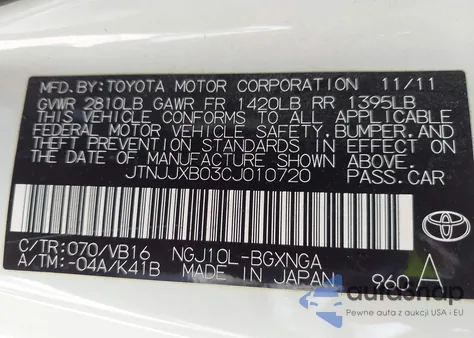 MFD.BY:TOYOTA MOTOR CORPORATION 11/11
GVWR 2810LB GAWR FR 1420LB RR 1395LB
THIS VEHICLE CONFORMS TO ALL APPLICABLE
FEDERAL MOTOR VEHICLE SAFETY,BUMPER,AND
THEFT PREVENTION STANDARDS IN EFFECT
ON THE DATE OF MANUFACTURE SHOWN ABOVE.
JTNJJXB03CJ010720 PASS.CAR
TOYOTA
C/TR:070/VB16 NGJ10L-BGXNGA
A/TM:-04A/K41B MADE IN JAPAN 960 A
autoSnap
Pewne auta z aukcji USA i EU